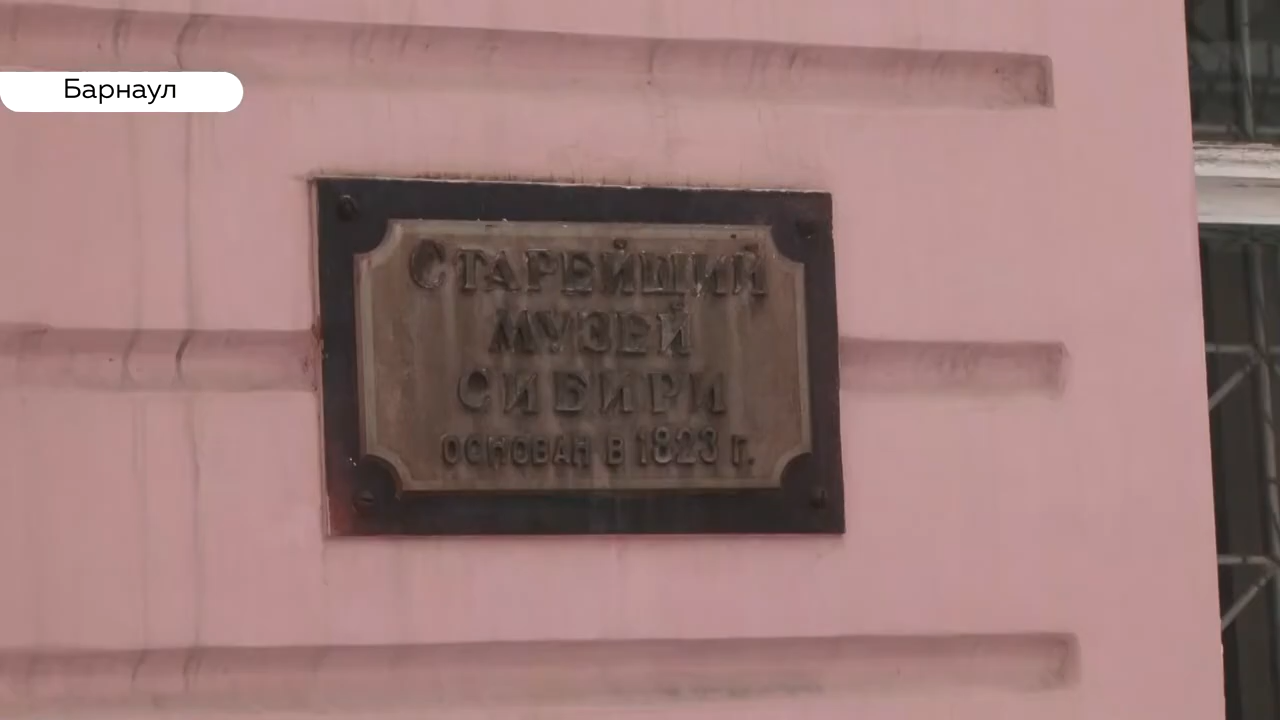 Барнаул
Старейший
музей
Сибири
основан в 1823 г.